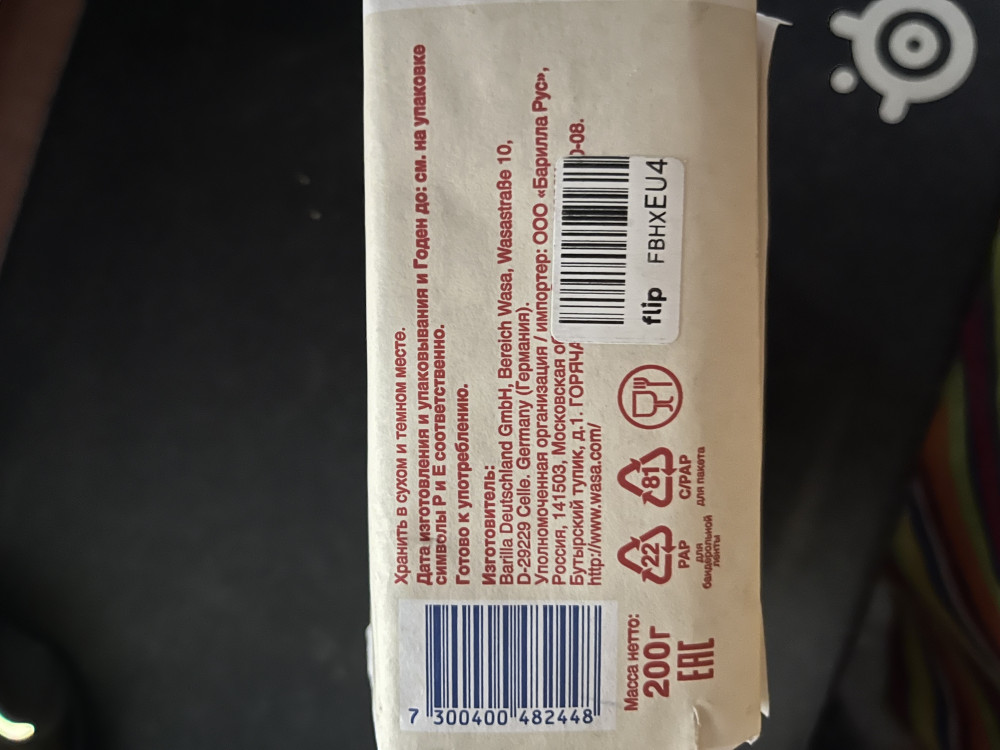 Хранить в сухом и темном месте.
Дата изготовления и упаковывания и Годен до: см. на упаковке
символы Р и Е соответственно.
Готово к употреблению.
Изготовитель:
Barilla Deutschland GmbH, Bereich Wasa, Wasastraße 10,
D-29229 Celle. Germany (Германия).
Уполномоченная организация / импортер: ООО «Барилла Рус»,
Россия, 141503, Московская
Бутырский тупик, д.1. -08.
http://www.wasa.com/
flip FBHXEU4
22
PAP
для
бандерольной
ленты
81
C/PAP
для пакета
7 300400 482448
Масса нетто:
200г
EAC